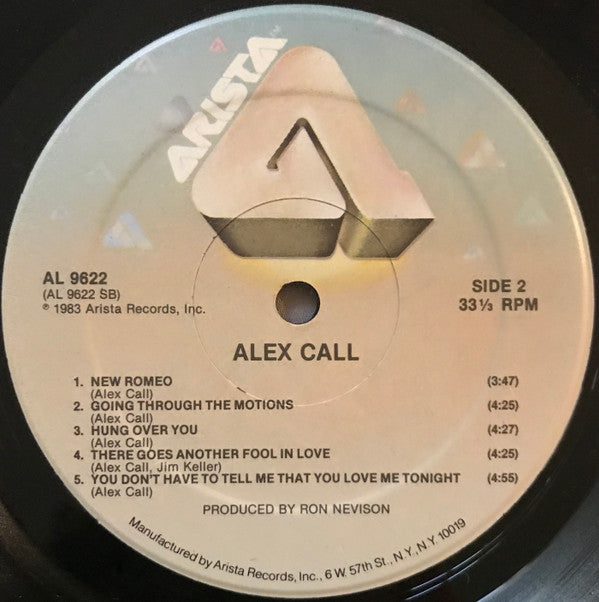 ARISTA
AL 9622
(AL 9622 SB)
℗ 1983 Arista Records, Inc.
SIDE 2
33⅓ RPM
ALEX CALL
1. NEW ROMEO (3:47)
(Alex Call)
2. GOING THROUGH THE MOTIONS (4:25)
(Alex Call)
3. HUNG OVER YOU (4:27)
(Alex Call)
4. THERE GOES ANOTHER FOOL IN LOVE (4:25)
(Alex Call, Jim Keller)
5. YOU DON'T HAVE TO TELL ME THAT YOU LOVE ME TONIGHT (4:55)
(Alex Call)
PRODUCED BY RON NEVISON
Manufactured by Arista Records, Inc., 6 W. 57th St., N.Y., N.Y. 10019